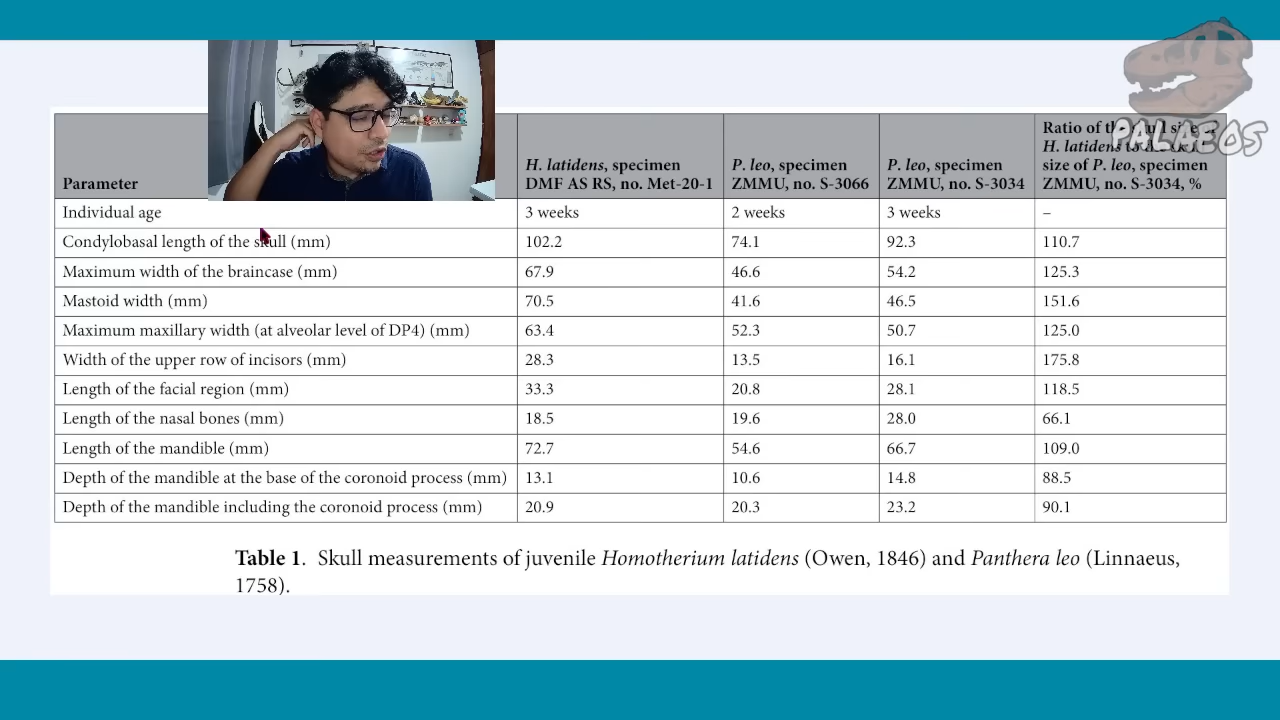 PALAEOS
Parameter
H. latidens, specimen
DMF AS RS, no. Met-20-1
P. leo, specimen
ZMMU, no. S-3066
P. leo, specimen
ZMMU, no. S-3034
Ratio of
H. latidens to
size of P. leo, specimen
ZMMU, no. S-3034, %
Individual age 3 weeks 2 weeks 3 weeks –
Condylobasal length of the skull (mm) 102.2 74.1 92.3 110.7
Maximum width of the braincase (mm) 67.9 46.6 54.2 125.3
Mastoid width (mm) 70.5 41.6 46.5 151.6
Maximum maxillary width (at alveolar level of DP4) (mm) 63.4 52.3 50.7 125.0
Width of the upper row of incisors (mm) 28.3 13.5 16.1 175.8
Length of the facial region (mm) 33.3 20.8 28.1 118.5
Length of the nasal bones (mm) 18.5 19.6 28.0 66.1
Length of the mandible (mm) 72.7 54.6 66.7 109.0
Depth of the mandible at the base of the coronoid process (mm) 13.1 10.6 14.8 88.5
Depth of the mandible including the coronoid process (mm) 20.9 20.3 23.2 90.1
Table 1. Skull measurements of juvenile Homotherium latidens (Owen, 1846) and Panthera leo (Linnaeus,
1758).